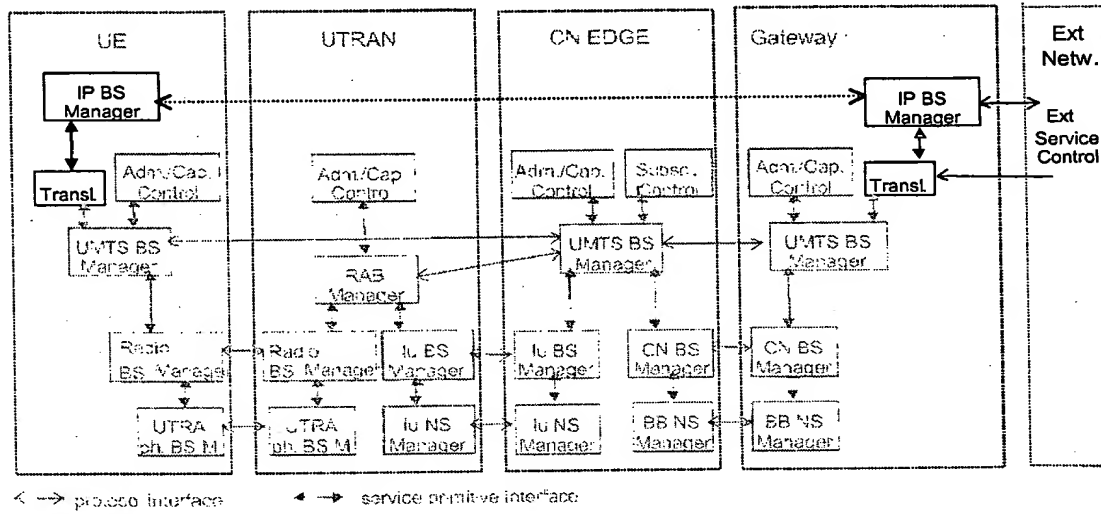 UE
UTRAN
CN EDGE
Gateway
Ext
Netw.
IP BS
Manager
IP BS
Manager
Ext
Service
Control
Adm./Cap.
Control
Adm./Cap.
Control
Adm./Cap.
Control
Subsc.
Control
Adm./Cap.
Control
Transl.
Transl.
UMTS BS
Manager
UMTS BS
Manager
UMTS BS
Manager
RAB
Manager
Radio
BS Manager
Radio
BS Manager
Iu BS
Manager
Iu BS
Manager
CN BS
Manager
CN BS
Manager
UTRA
ph. BS M
UTRA
ph. BS M
Iu NS
Manager
Iu NS
Manager
BB NS
Manager
BB NS
Manager
interface
service primitive interface